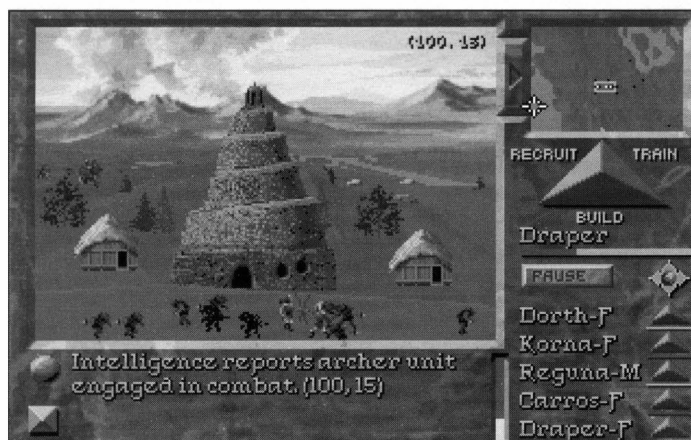 (100, 15)
RECRUIT
TRAIN
BUILD
Draper
PAUSE
Dorth-F
Korna-F
Reguna-M
Carros-F
Draper-F
Intelligence reports archer unit
engaged in combat. (100, 15)